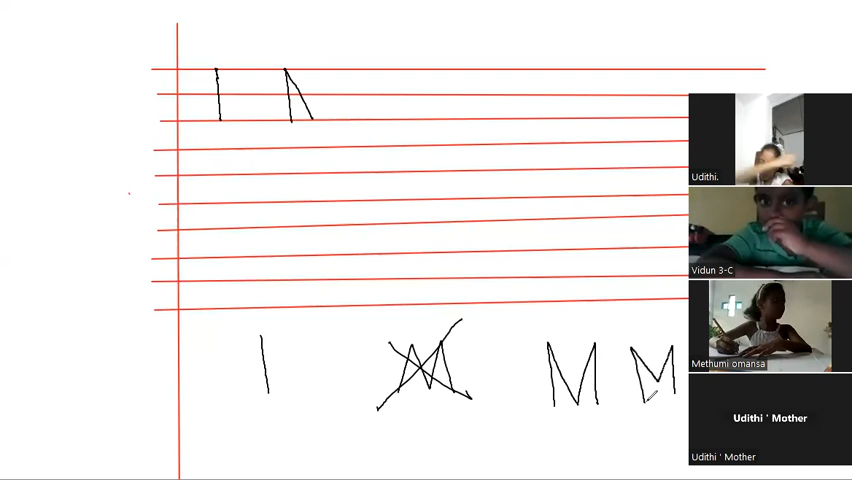 Udithi.
Vidun 3-C
Methumi omansa
Udithi ' Mother
Udithi ' Mother
M M